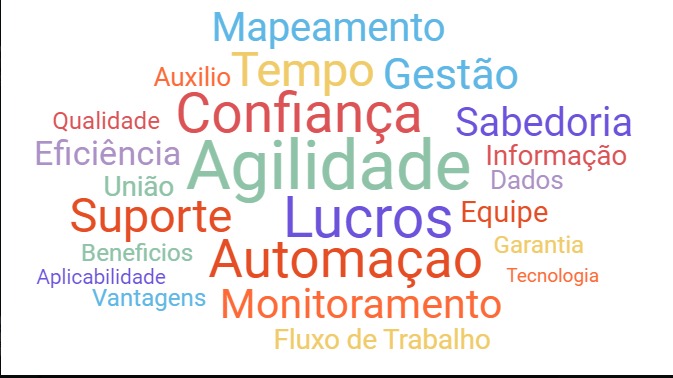 Mapeamento
Auxilio Tempo Gestão
Qualidade Confiança Sabedoria
Eficiência Agilidade Informação
União Dados
Suporte Lucros Equipe
Beneficios Automaçao Garantia
Aplicabilidade Tecnologia
Vantagens Monitoramento
Fluxo de Trabalho